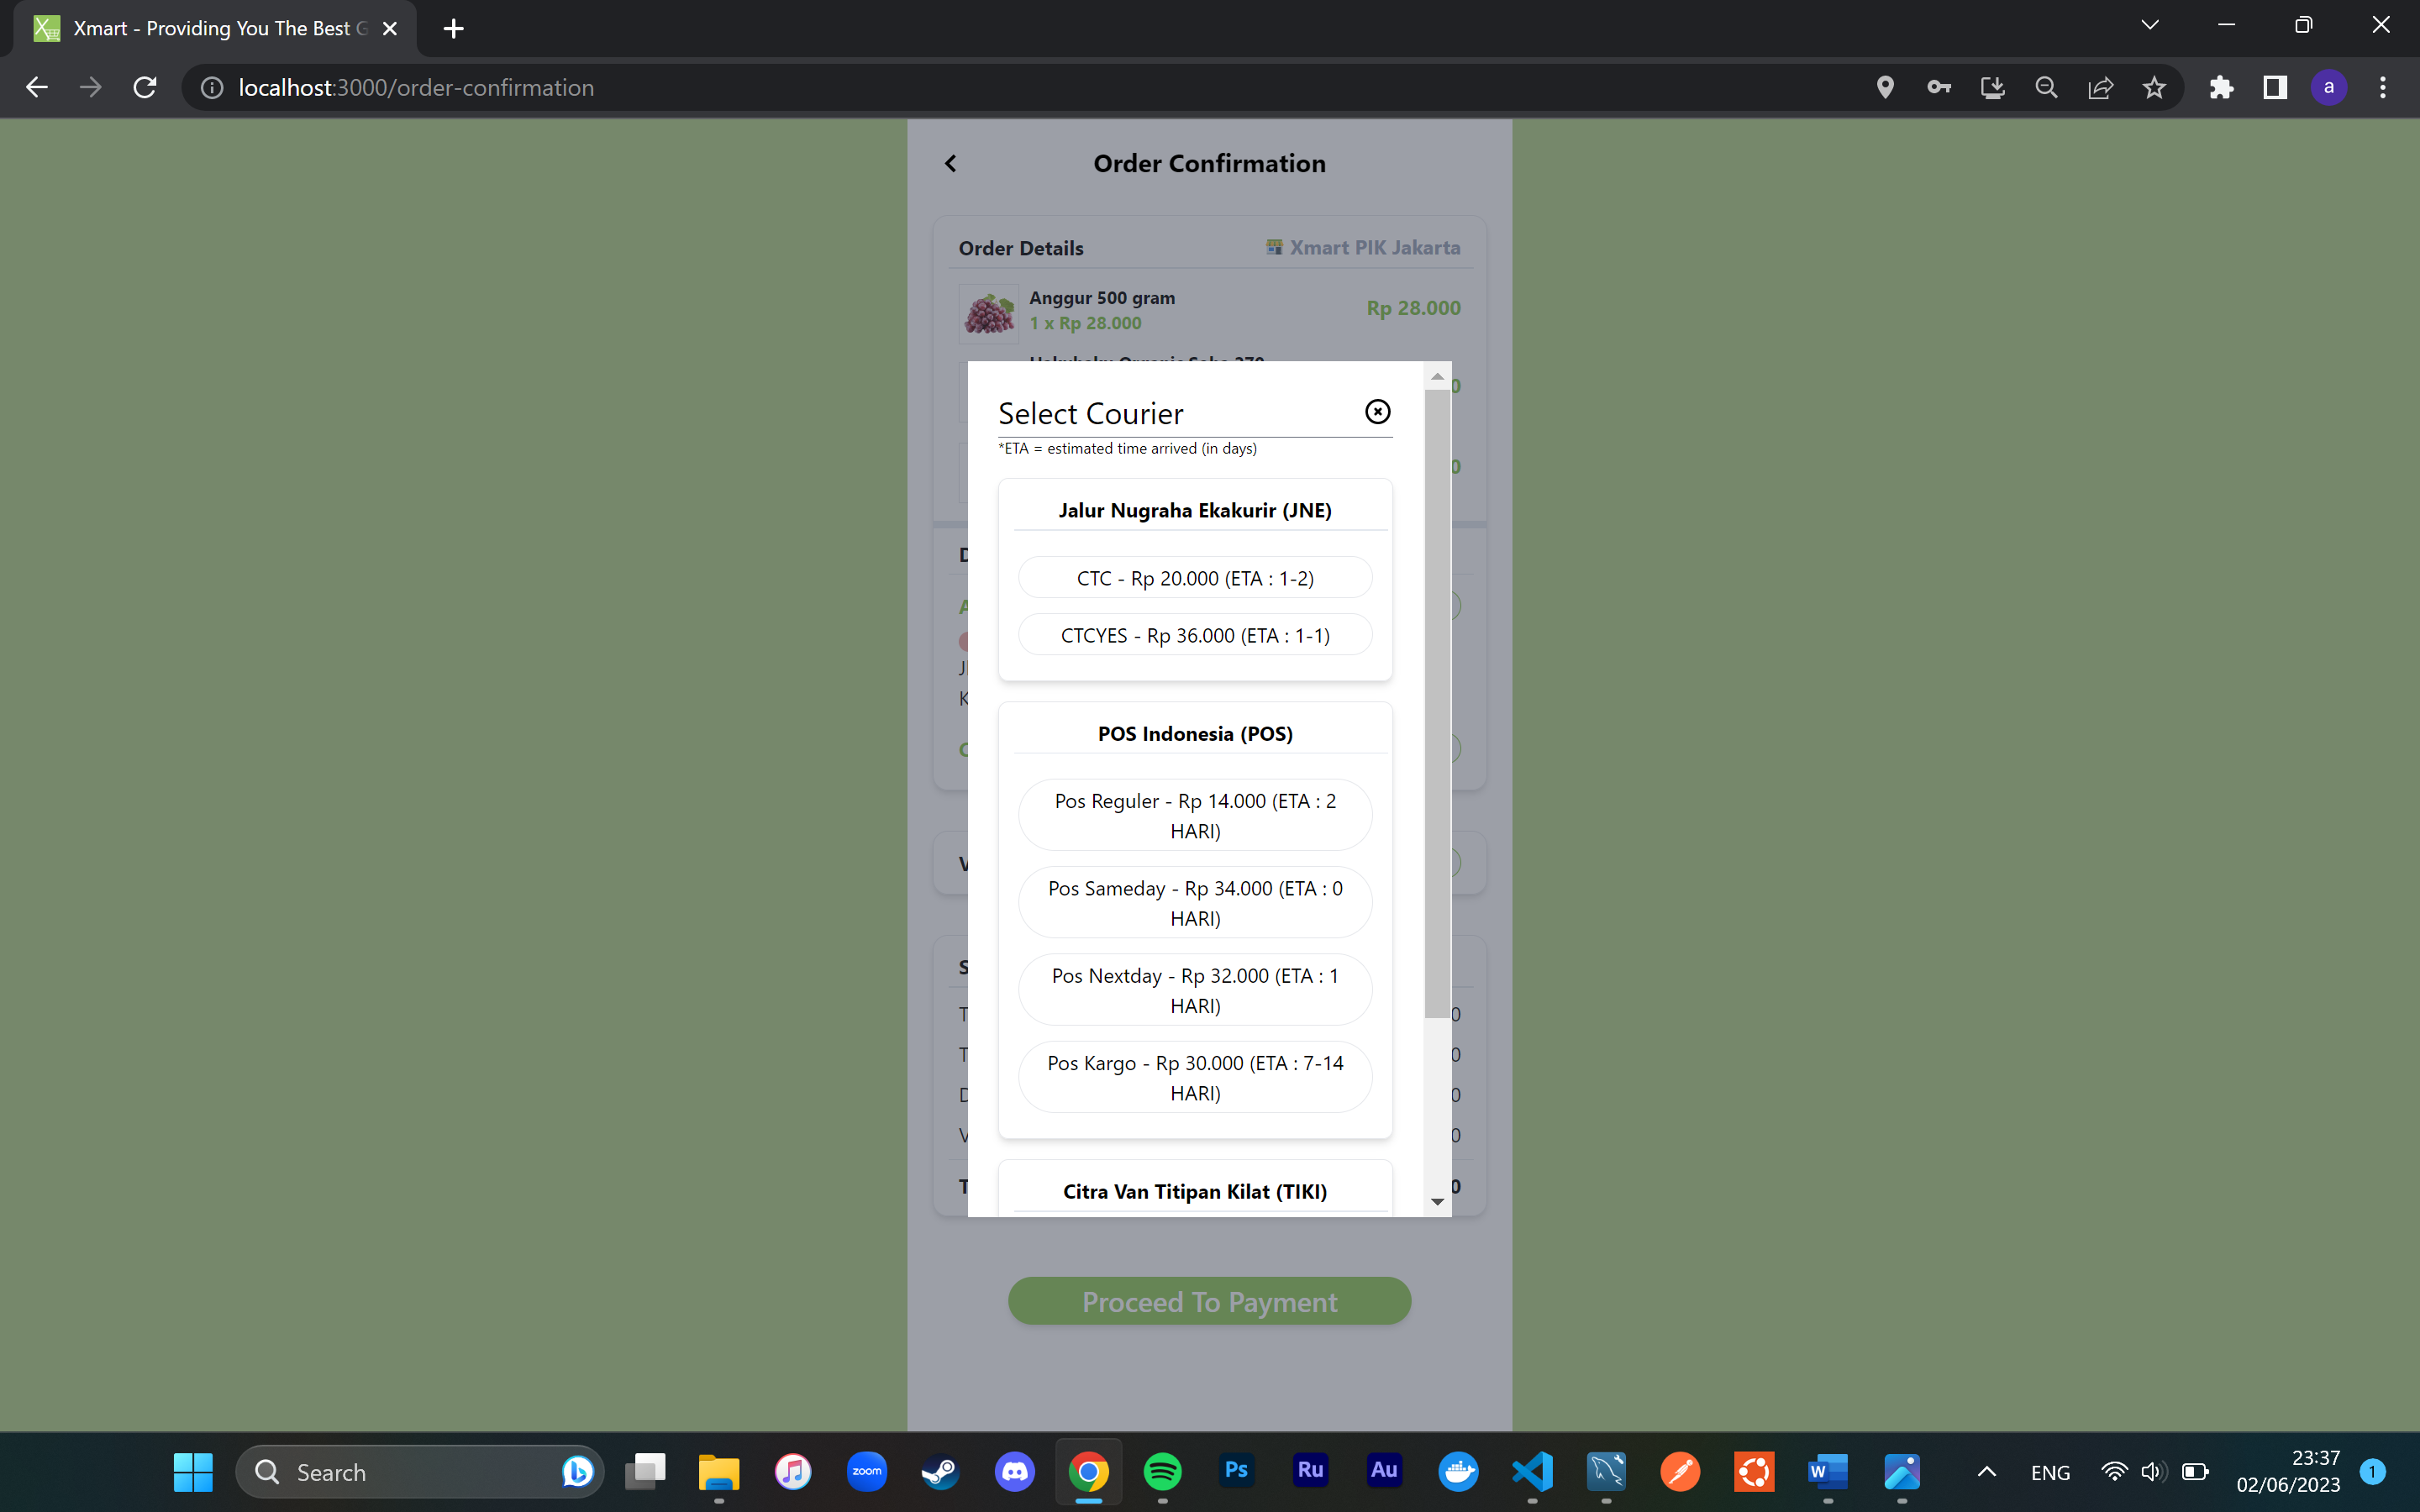 Xmart - Providing You The Best G
localhost:3000/order-confirmation
a
Order Confirmation
Order Details
Xmart PIK Jakarta
Anggur 500 gram
1 x Rp 28.000
Rp 28.000
Select Courier
*ETA = estimated time arrived (in days)
Jalur Nugraha Ekakurir (JNE)
CTC - Rp 20.000 (ETA : 1-2)
CTCYES - Rp 36.000 (ETA : 1-1)
POS Indonesia (POS)
Pos Reguler - Rp 14.000 (ETA : 2
HARI)
Pos Sameday - Rp 34.000 (ETA : 0
HARI)
Pos Nextday - Rp 32.000 (ETA : 1
HARI)
Pos Kargo - Rp 30.000 (ETA : 7-14
HARI)
Citra Van Titipan Kilat (TIKI)
Proceed To Payment
Search
zoom
Ps
Ru
Au
W
ENG
23:37
02/06/2023
1